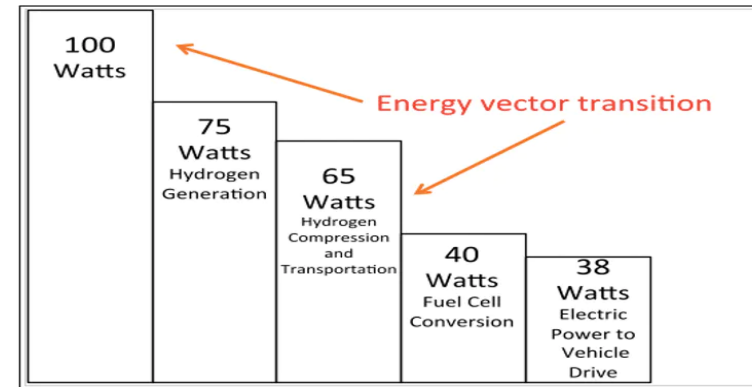 100
Watts
Energy vector transition
75
Watts
Hydrogen
Generation
65
Watts
Hydrogen
Compression
and
Transportation
40
Watts
Fuel Cell
Conversion
38
Watts
Electric
Power to
Vehicle
Drive